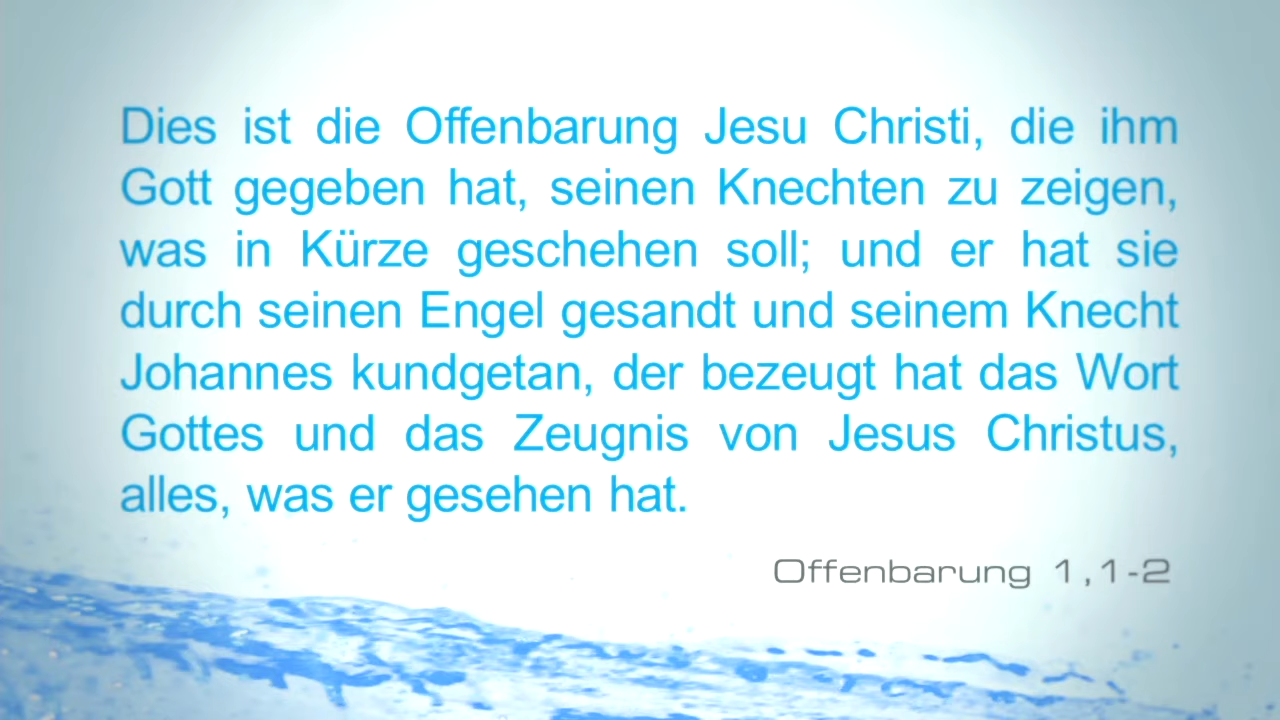 Dies ist die Offenbarung Jesu Christi, die ihm
Gott gegeben hat, seinen Knechten zu zeigen,
was in Kürze geschehen soll; und er hat sie
durch seinen Engel gesandt und seinem Knecht
Johannes kundgetan, der bezeugt hat das Wort
Gottes und das Zeugnis von Jesus Christus,
alles, was er gesehen hat.
Offenbarung 1,1-2